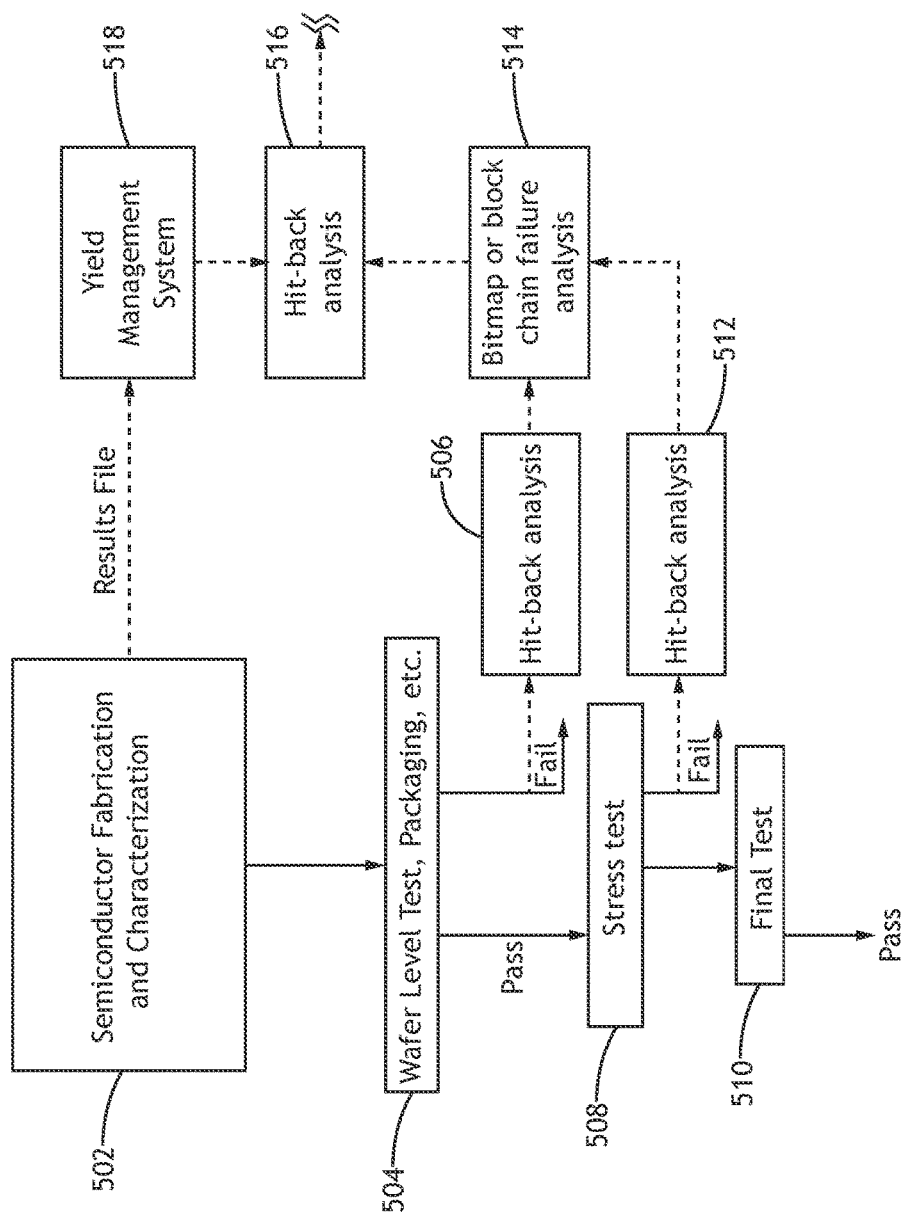 502
Semiconductor Fabrication
and Characterization
Results File
Yield
Management
System
518
Hit-back
analysis
516
504
Wafer Level Test, Packaging, etc.
Pass
Fail
Hit-back analysis
506
Bitmap or block
chain failure
analysis
514
508
Stress test
Fail
Hit-back analysis
512
510
Final Test
Pass